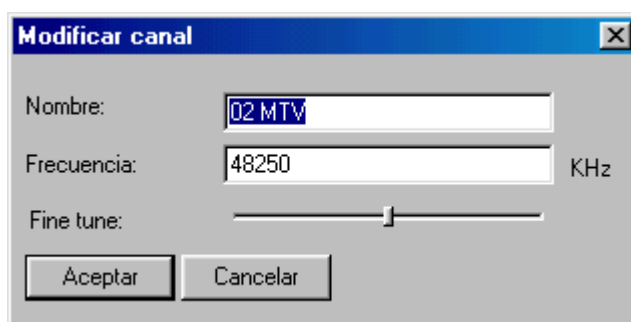 Modificar canal
Nombre: 02 MTV
Frecuencia: 48250 KHz
Fine tune:
Aceptar Cancelar